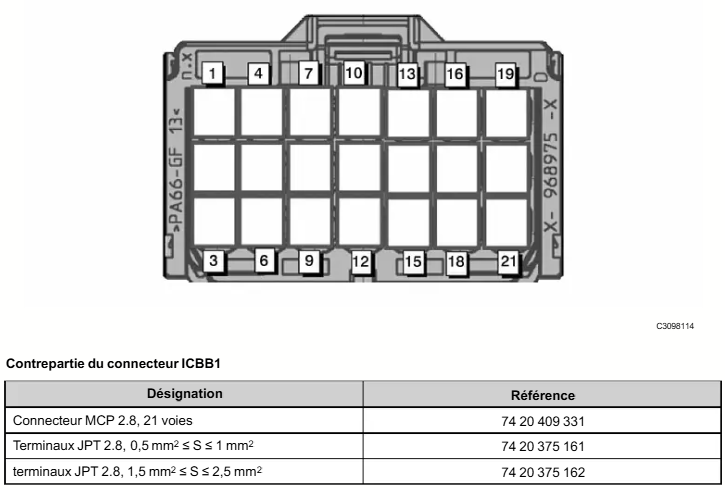 п.х
1 4 7 10 13 16 19
>PA66-GF 13<
X- 968975 -X
3 6 9 12 15 18 21
C3098114
Contrepartie du connecteur ICBB1
Désignation Référence
Connecteur MCP 2.8, 21 voies 74 20 409 331
Terminaux JPT 2.8, 0,5 mm² ≤ S ≤ 1 mm² 74 20 375 161
terminaux JPT 2.8, 1,5 mm² ≤ S ≤ 2,5 mm² 74 20 375 162